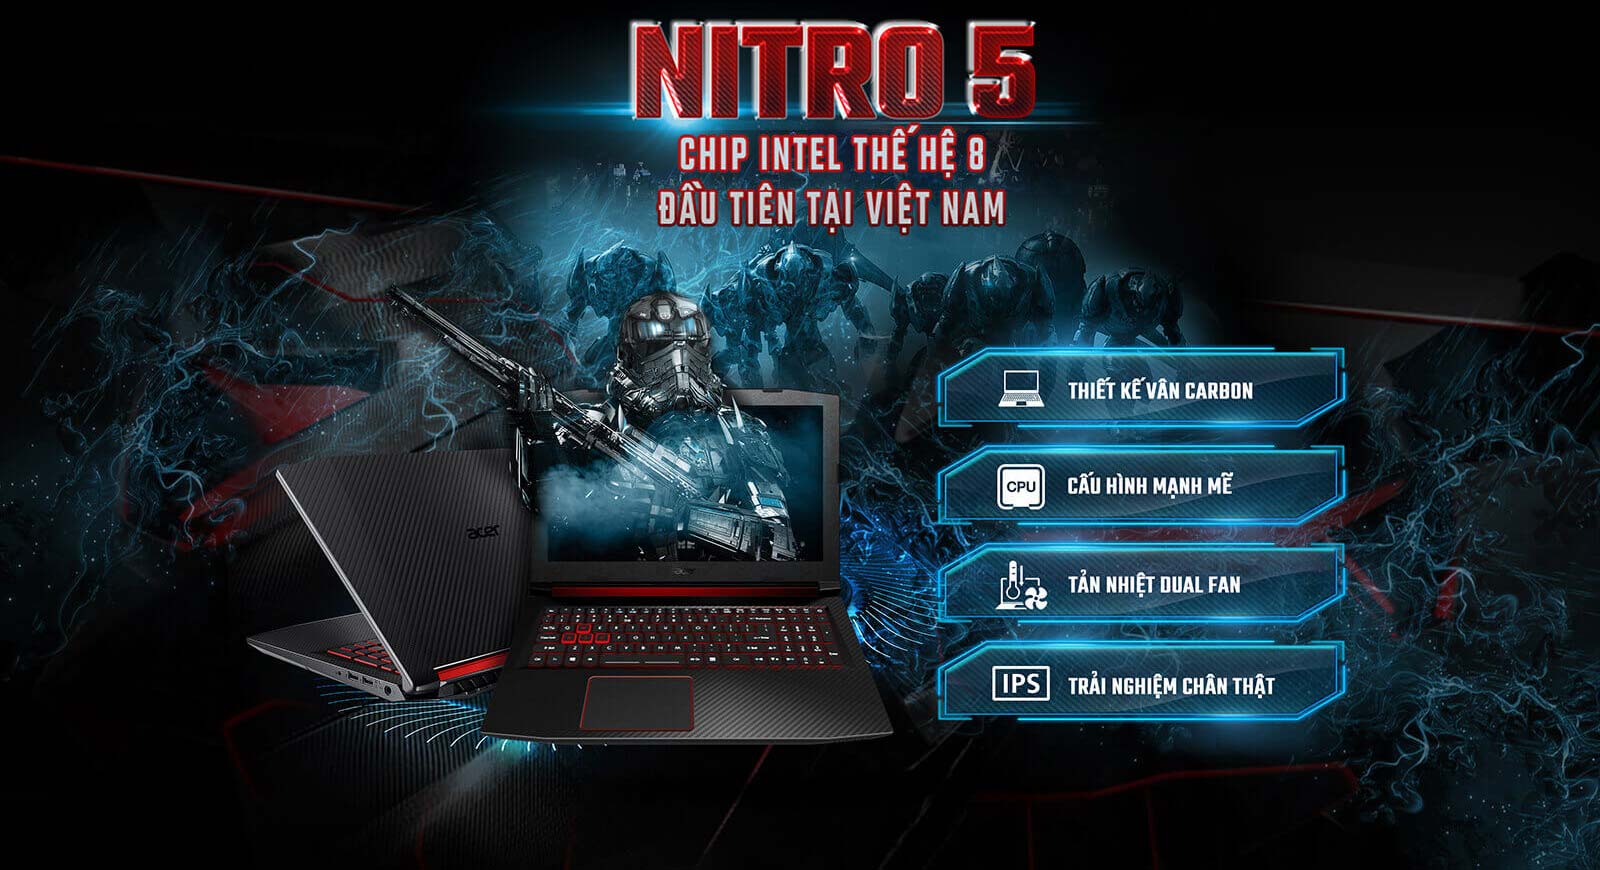 NITRO 5
CHIP INTEL THẾ HỆ 8
ĐẦU TIÊN TẠI VIỆT NAM
THIẾT KẾ VÂN CARBON
CPU
CẤU HÌNH MẠNH MẼ
TẢN NHIỆT DUAL FAN
IPS
TRẢI NGHIỆM CHÂN THẬT
acer
acer